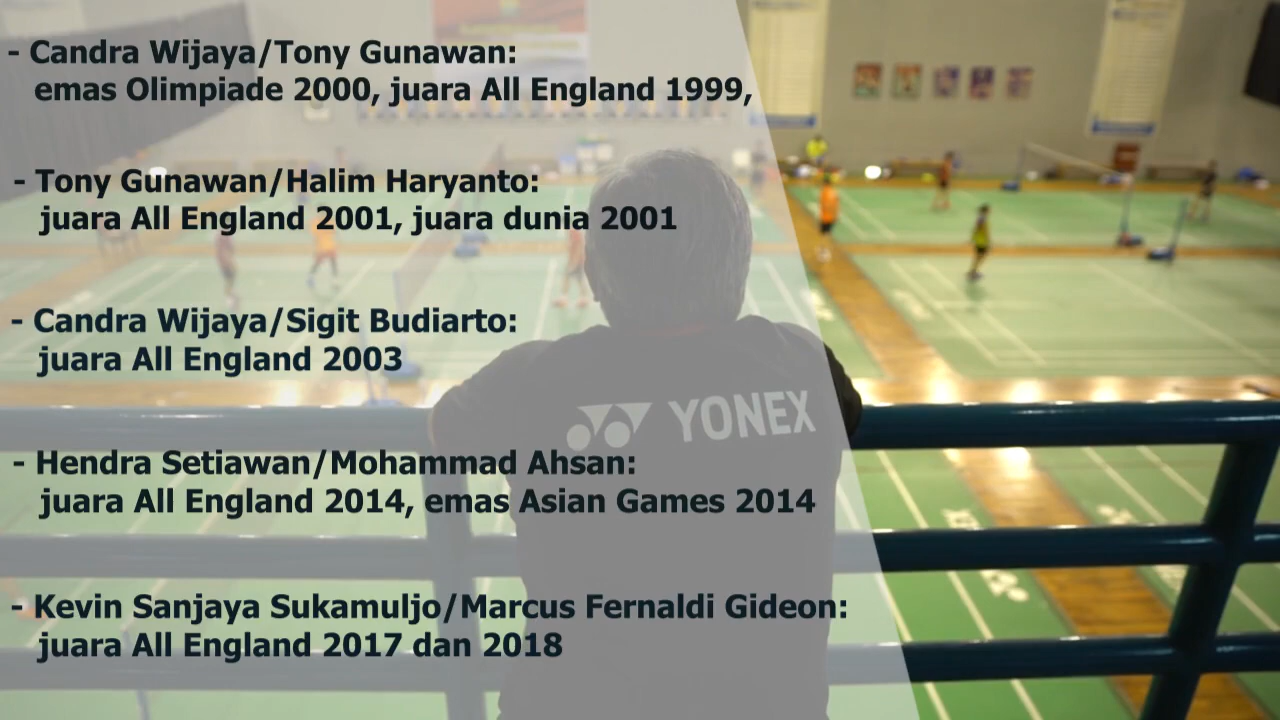 - Candra Wijaya/Tony Gunawan:
emas Olimpiade 2000, juara All England 1999,
- Tony Gunawan/Halim Haryanto:
juara All England 2001, juara dunia 2001
- Candra Wijaya/Sigit Budiarto:
juara All England 2003
YONEX
- Hendra Setiawan/Mohammad Ahsan:
juara All England 2014, emas Asian Games 2014
- Kevin Sanjaya Sukamuljo/Marcus Fernaldi Gideon:
juara All England 2017 dan 2018